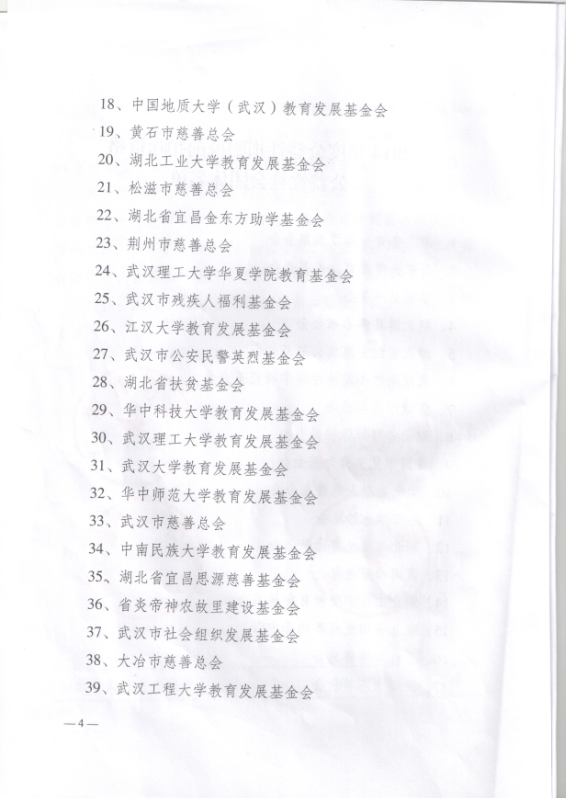 18、中国地质大学（武汉）教育发展基金会
19、黄石市慈善总会
20、湖北工业大学教育发展基金会
21、松滋市慈善总会
22、湖北省宜昌金东方助学基金会
23、荆州市慈善总会
24、武汉理工大学华夏学院教育基金会
25、武汉市残疾人福利基金会
26、江汉大学教育发展基金会
27、武汉市公安民警英烈基金会
28、湖北省扶贫基金会
29、华中科技大学教育发展基金会
30、武汉理工大学教育发展基金会
31、武汉大学教育发展基金会
32、华中师范大学教育发展基金会
33、武汉市慈善总会
34、中南民族大学教育发展基金会
35、湖北省宜昌思源慈善基金会
36、省炎帝神农故里建设基金会
37、武汉市社会组织发展基金会
38、大冶市慈善总会
39、武汉工程大学教育发展基金会
—4—